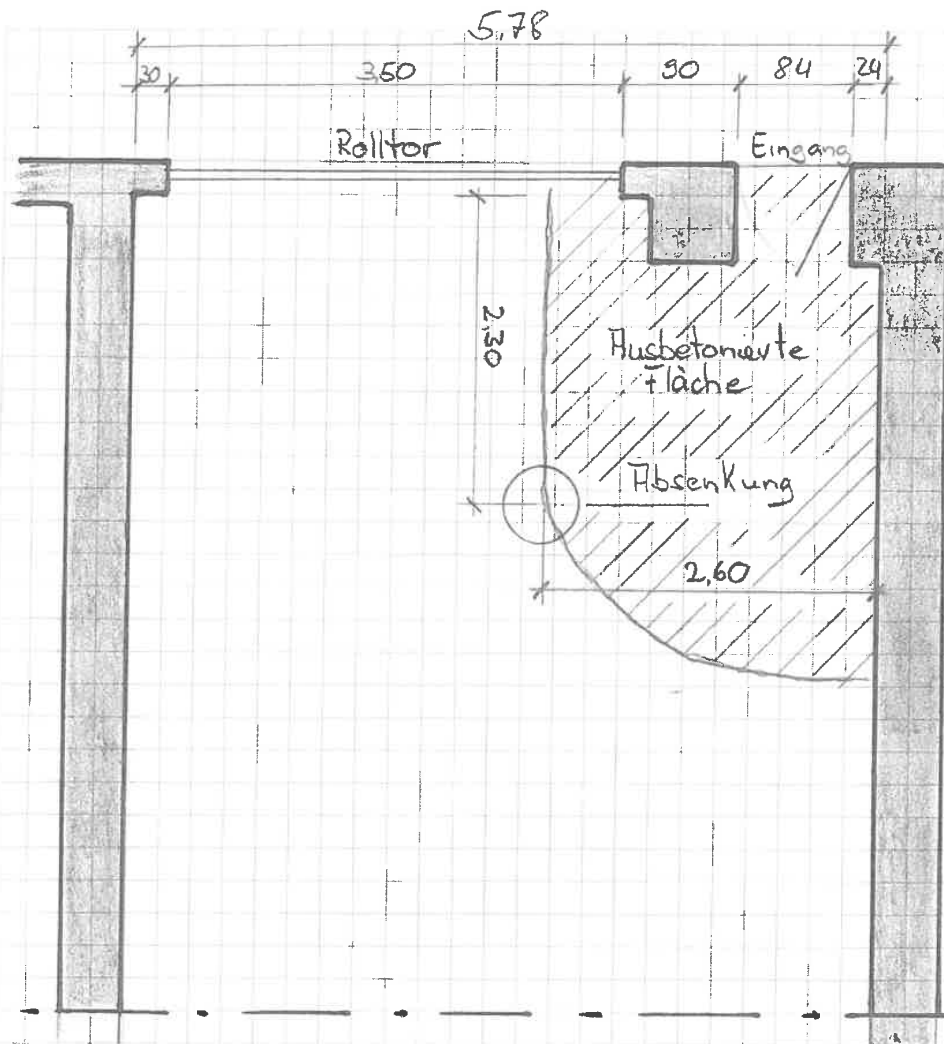 5,78
30
3,50
90
84
24
Rolltor
Eingang
2,30
Ausbetonierte
Fläche
Absenkung
2,60